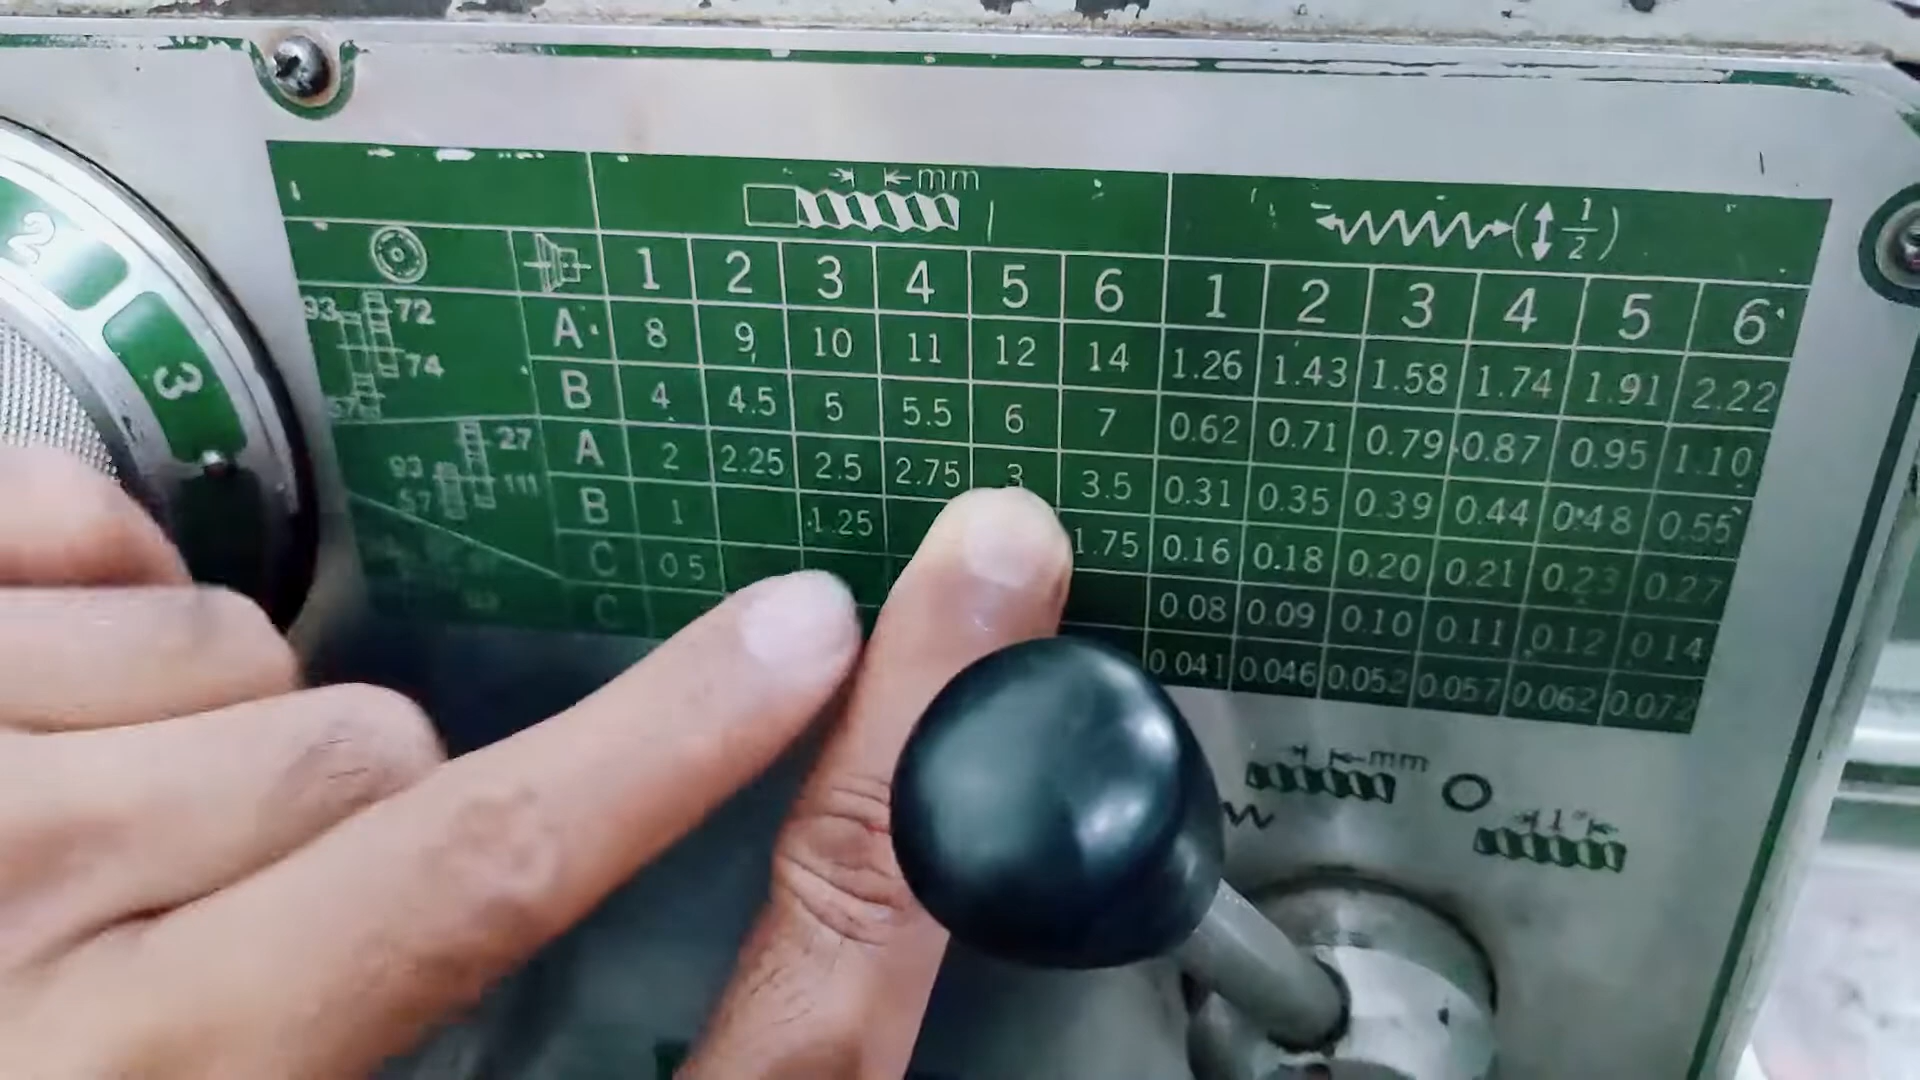 2
3
mm
( 1/2 )
1 2 3 4 5 6 1 2 3 4 5 6
93 72
74
A 8 9 10 11 12 14 1.26 1.43 1.58 1.74 1.91 2.22
B 4 4.5 5 5.5 6 7 0.62 0.71 0.79 0.87 0.95 1.10
27
93
57 111
A 2 2.25 2.5 2.75 3 3.5 0.31 0.35 0.39 0.44 0.48 0.55
B 1 1.25 1.75 0.16 0.18 0.20 0.21 0.23 0.27
C 0.5 0.08 0.09 0.10 0.11 0.12 0.14
C 0.041 0.046 0.052 0.057 0.062 0.072
mm
1"